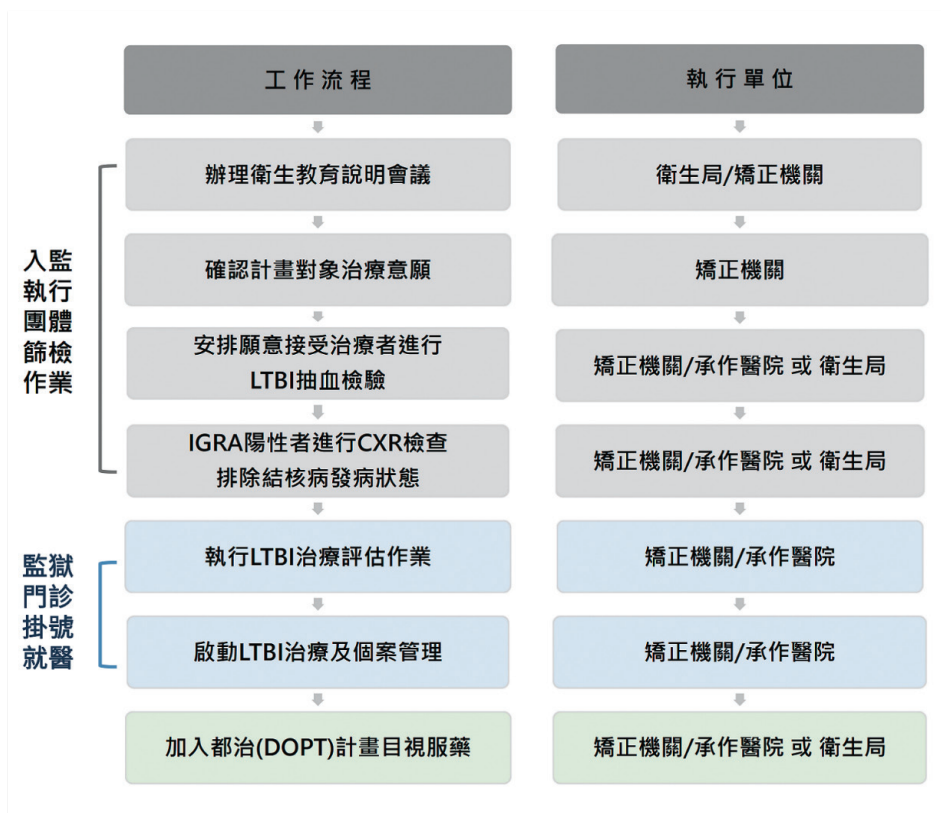 工作流程
執行單位
辦理衛生教育說明會議
衛生局/矯正機關
入監
執行
團體
篩檢
作業
確認計畫對象治療意願
矯正機關
安排願意接受治療者進行
LTBI抽血檢驗
矯正機關/承作醫院 或 衛生局
IGRA陽性者進行CXR檢查
排除結核病發病狀態
矯正機關/承作醫院 或 衛生局
監獄
門診
掛號
就醫
執行LTBI治療評估作業
矯正機關/承作醫院
啟動LTBI治療及個案管理
矯正機關/承作醫院
加入都治(DOPT)計畫目視服藥
矯正機關/承作醫院 或 衛生局